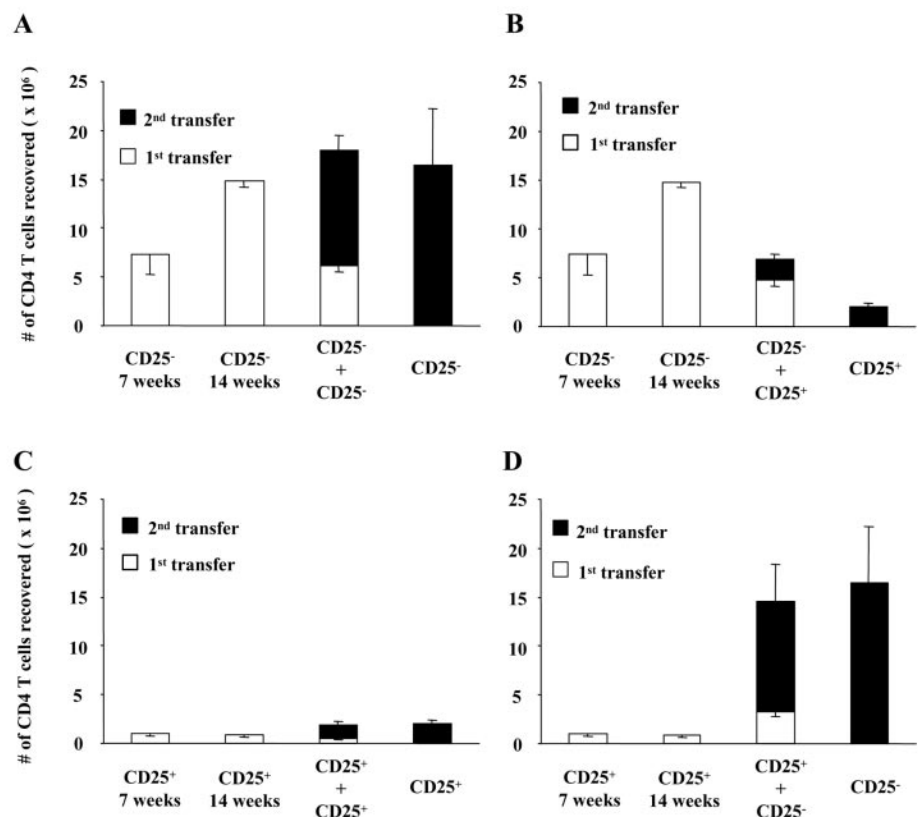 A
# of CD4 T cells recovered ( x 10⁶ )
25
20
15
10
5
0
2ⁿᵈ transfer
1ˢᵗ transfer
CD25⁻
7 weeks
CD25⁻
14 weeks
CD25⁻
+
CD25⁻
CD25⁻
B
25
20
15
10
5
0
2ⁿᵈ transfer
1ˢᵗ transfer
CD25⁻
7 weeks
CD25⁻
14 weeks
CD25⁻
+
CD25⁺
CD25⁺
C
# of CD4 T cells recovered ( x 10⁶ )
25
20
15
10
5
0
2ⁿᵈ transfer
1ˢᵗ transfer
CD25⁺
7 weeks
CD25⁺
14 weeks
CD25⁺
+
CD25⁺
CD25⁺
D
25
20
15
10
5
0
2ⁿᵈ transfer
1ˢᵗ transfer
CD25⁺
7 weeks
CD25⁺
14 weeks
CD25⁺
+
CD25⁻
CD25⁻